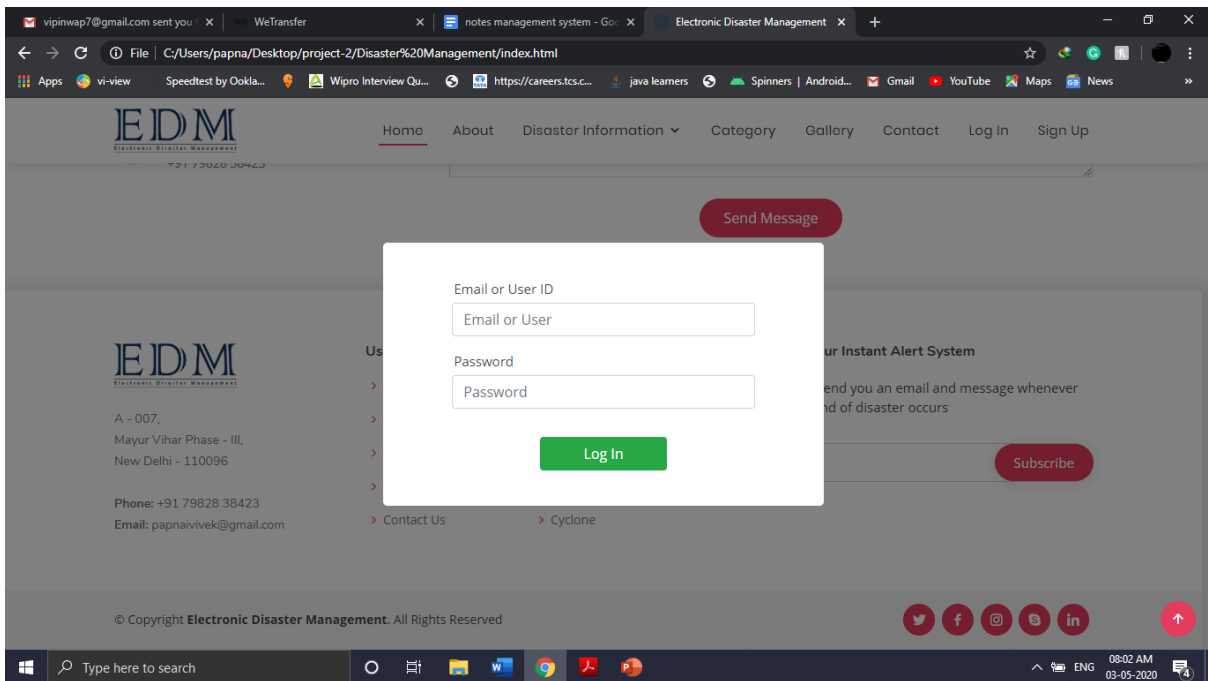 vipinwap7@gmail.com sent you
WeTransfer
notes management system - Goo
Electronic Disaster Management
File
C:/Users/papna/Desktop/project-2/Disaster%20Management/index.html
Apps
vi-view
Speedtest by Ookla...
Wipro Interview Qu...
https://careers.tcs.c...
java learners
Spinners | Android...
Gmail
YouTube
Maps
News
EDM
Home
About
Disaster Information
Category
Gallery
Contact
Log In
Sign Up
+91 79828 38423
Send Message
Email or User ID
Email or User
Password
Password
Log In
EDM
A - 007,
Mayur Vihar Phase - III,
New Delhi - 110096
Phone: +91 79828 38423
Email: papnaivivek@gmail.com
Us
Contact Us
Cyclone
ur Instant Alert System
end you an email and message whenever
nd of disaster occurs
Subscribe
© Copyright Electronic Disaster Management. All Rights Reserved
Type here to search
ENG
08:02 AM
03-05-2020
4